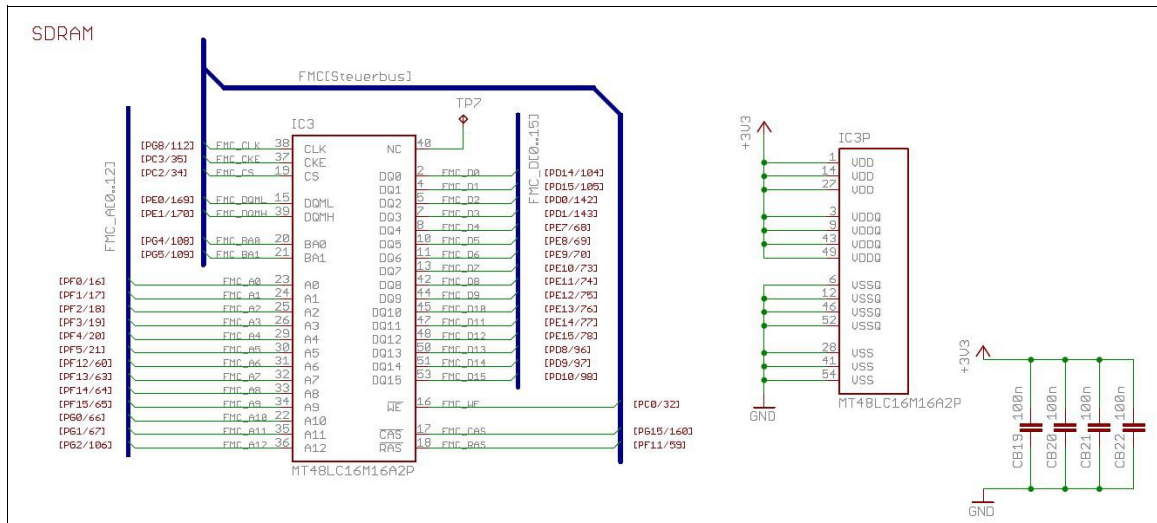 SDRAM
FMC[Steuerbus]
TP7
IC3
FMC_A[0..12]
FMC_D[0..15]
[PG8/112] FMC_CLK 38 CLK
[PC3/35] FMC_CKE 37 CKE
[PC2/34] FMC_CS 19 CS
[PE0/169] FMC_DQML 15 DQML
[PE1/170] FMC_DQMH 39 DQMH
[PG4/108] FMC_BA0 20 BA0
[PG5/109] FMC_BA1 21 BA1
[PF0/16] FMC_A0 23 A0
[PF1/17] FMC_A1 24 A1
[PF2/18] FMC_A2 25 A2
[PF3/19] FMC_A3 26 A3
[PF4/20] FMC_A4 29 A4
[PF5/21] FMC_A5 30 A5
[PF12/60] FMC_A6 31 A6
[PF13/63] FMC_A7 32 A7
[PF14/64] FMC_A8 33 A8
[PF15/65] FMC_A9 34 A9
[PG0/66] FMC_A10 22 A10
[PG1/67] FMC_A11 35 A11
[PG2/106] FMC_A12 36 A12
NC 40
DQ0 2 FMC_D0 [PD14/104]
DQ1 4 FMC_D1 [PD15/105]
DQ2 5 FMC_D2 [PD0/142]
DQ3 7 FMC_D3 [PD1/143]
DQ4 8 FMC_D4 [PE7/68]
DQ5 10 FMC_D5 [PE8/69]
DQ6 11 FMC_D6 [PE9/70]
DQ7 13 FMC_D7 [PE10/73]
DQ8 42 FMC_D8 [PE11/74]
DQ9 44 FMC_D9 [PE12/75]
DQ10 45 FMC_D10 [PE13/76]
DQ11 47 FMC_D11 [PE14/77]
DQ12 48 FMC_D12 [PE15/78]
DQ13 50 FMC_D13 [PD8/96]
DQ14 51 FMC_D14 [PD9/97]
DQ15 53 FMC_D15 [PD10/98]
WE 16 FMC_WE [PC0/32]
CAS 17 FMC_CAS [PG15/160]
RAS 18 FMC_RAS [PF11/59]
MT48LC16M16A2P
+3V3
IC3P
1 VDD
14 VDD
27 VDD
3 VDDQ
9 VDDQ
43 VDDQ
49 VDDQ
6 VSSQ
12 VSSQ
46 VSSQ
52 VSSQ
28 VSS
41 VSS
54 VSS
MT48LC16M16A2P
GND
+3V3
CB19 100n
CB20 100n
CB21 100n
CB22 100n
GND